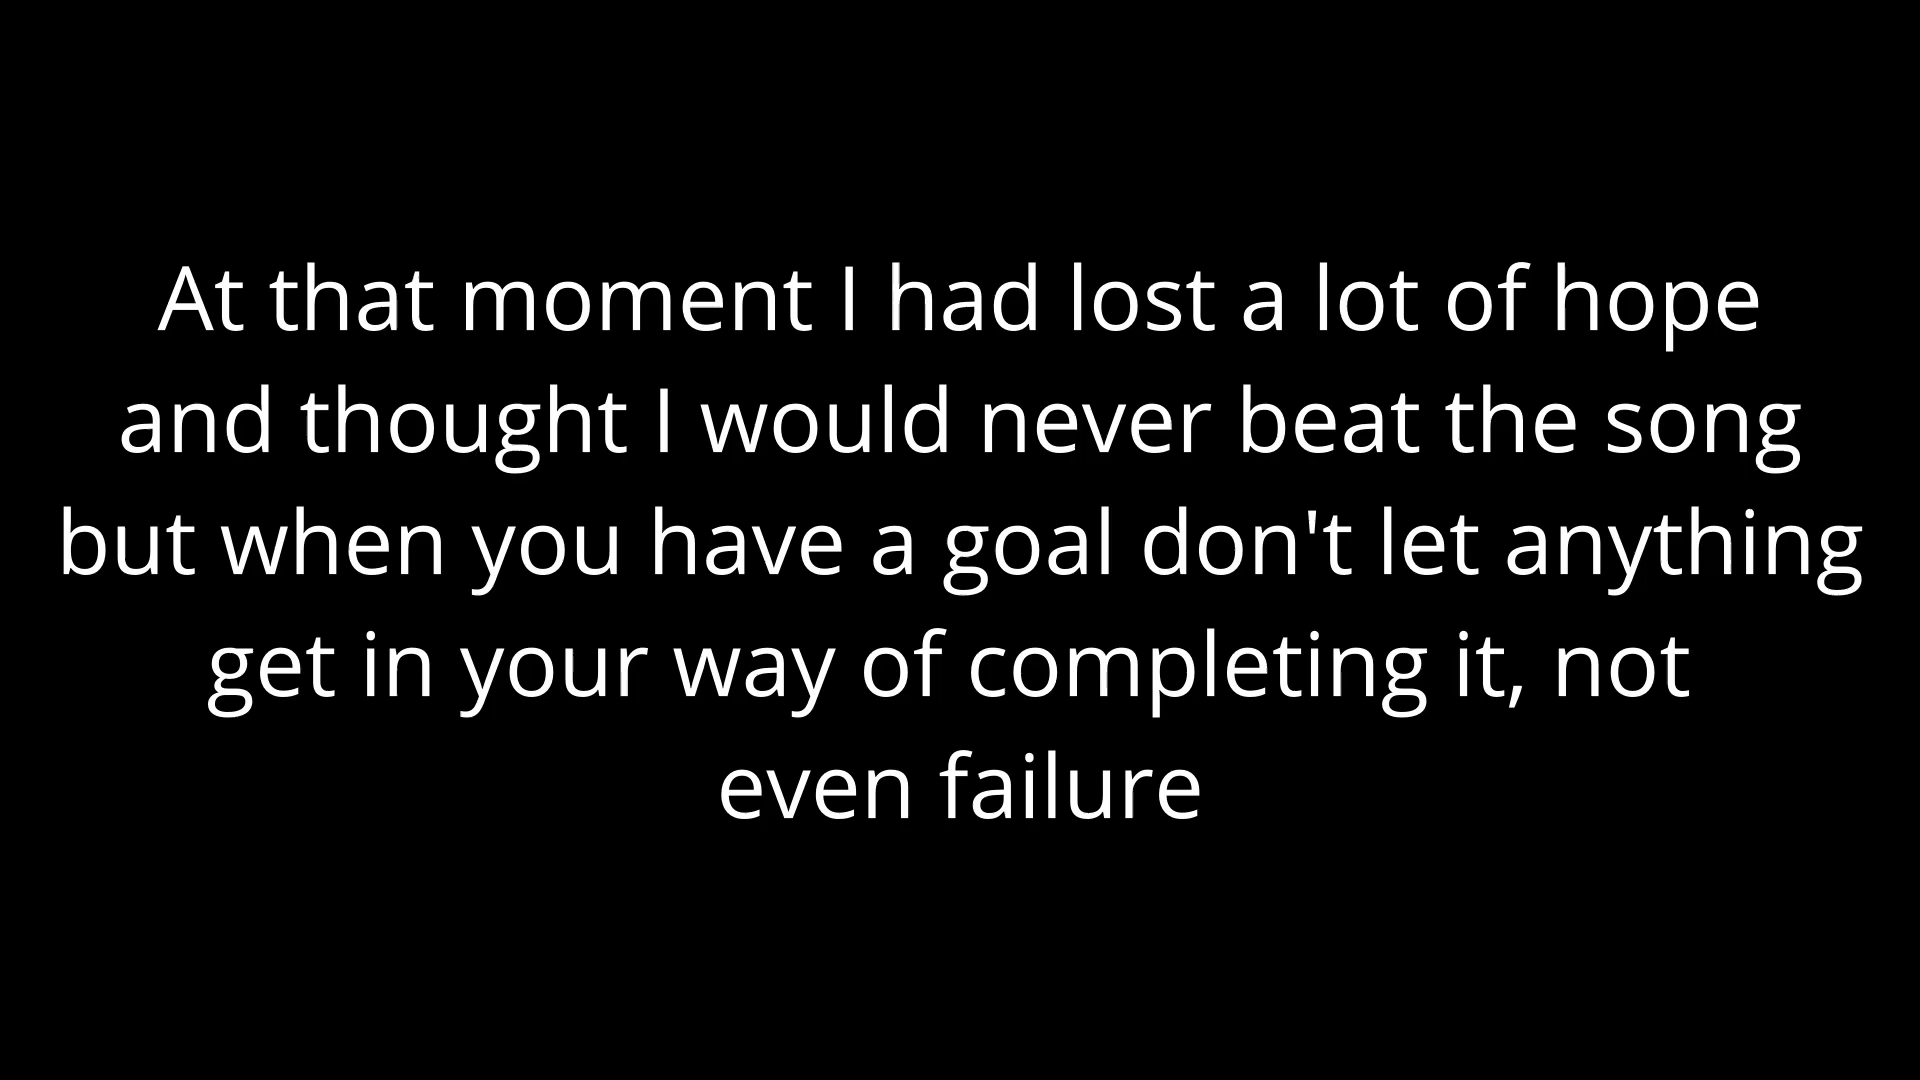 At that moment I had lost a lot of hope
and thought I would never beat the song
but when you have a goal don't let anything
get in your way of completing it, not
even failure